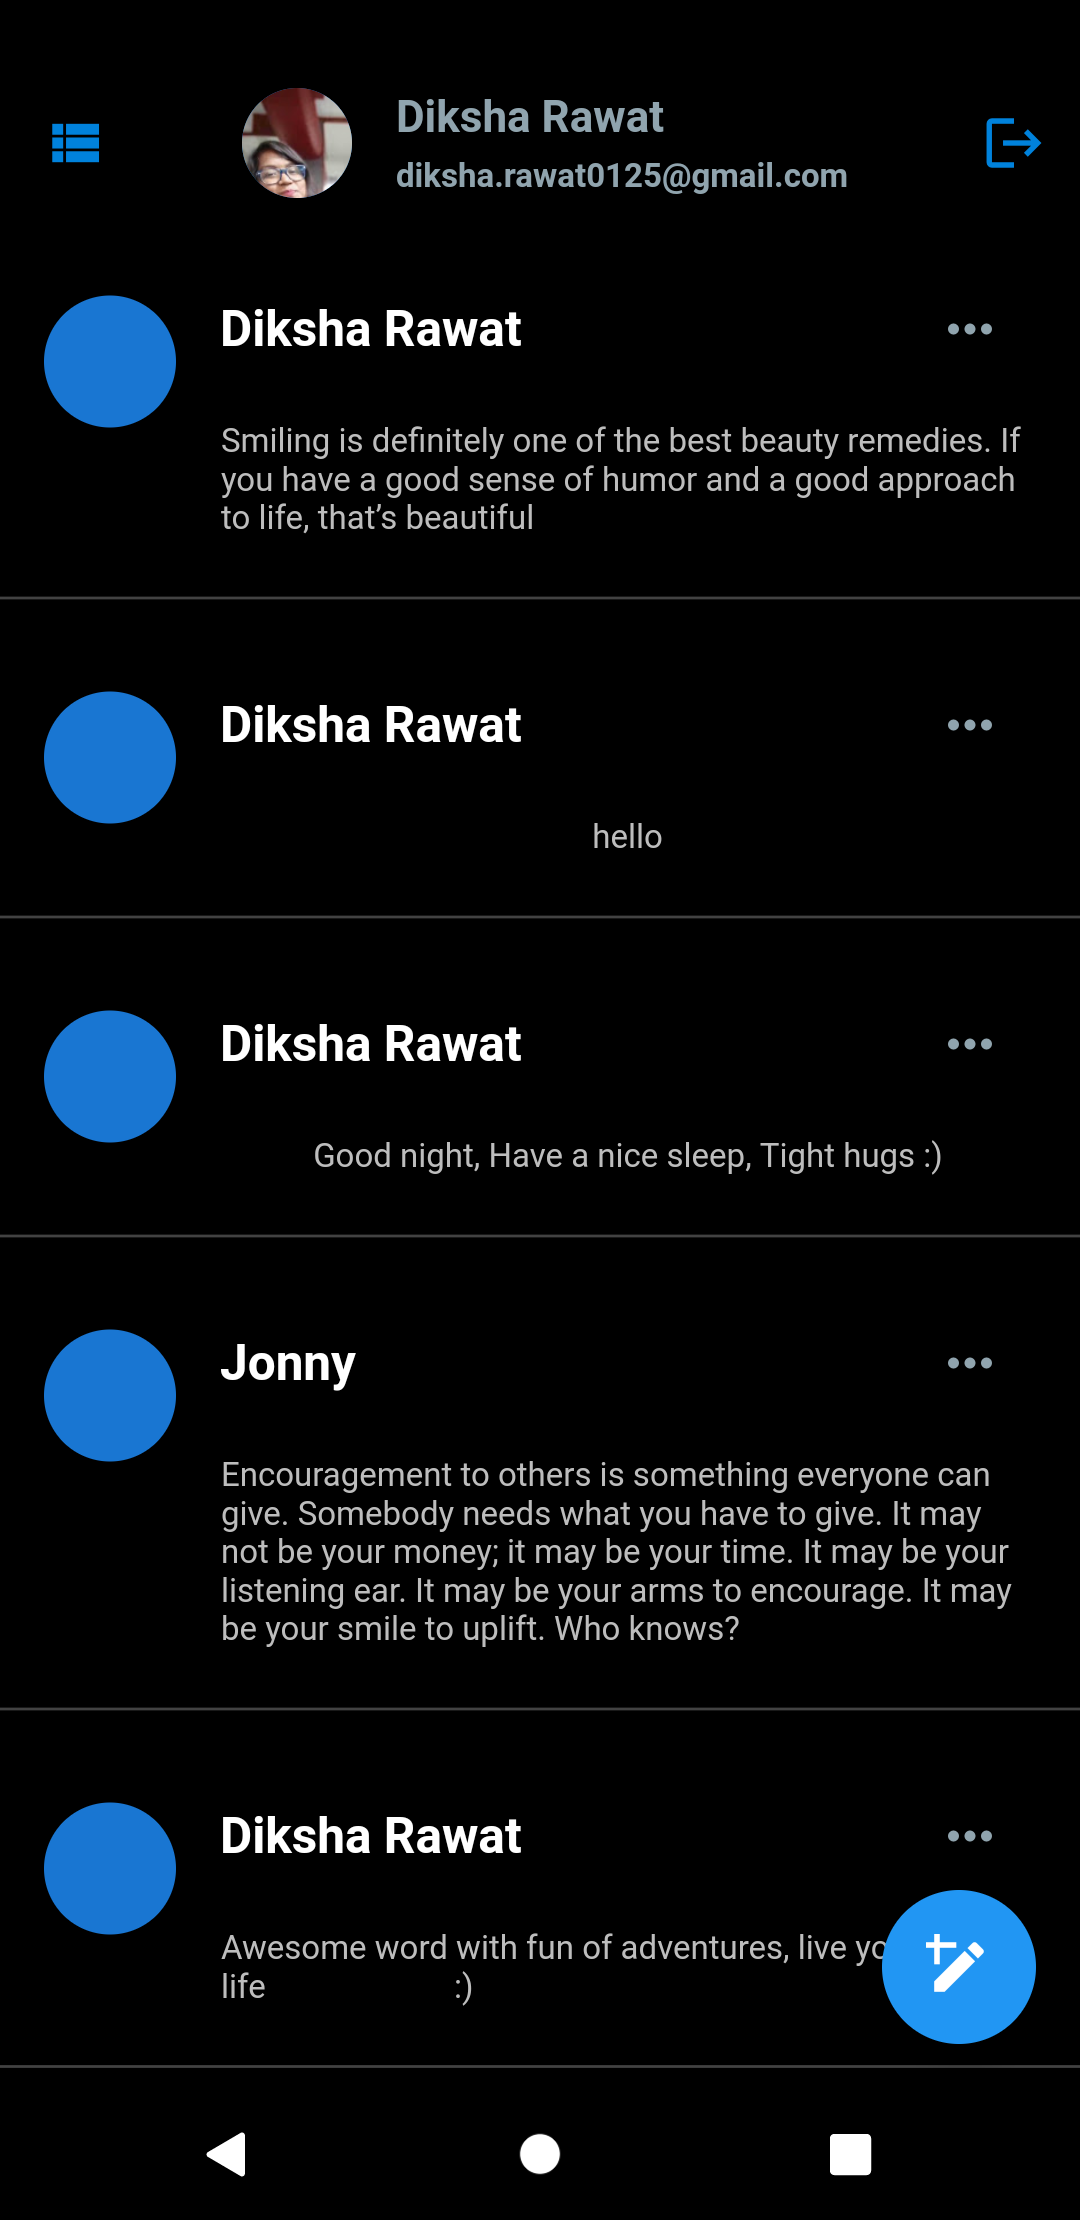 Diksha Rawat
diksha.rawat0125@gmail.com
Diksha Rawat
Smiling is definitely one of the best beauty remedies. If
you have a good sense of humor and a good approach
to life, that’s beautiful
Diksha Rawat
hello
Diksha Rawat
Good night, Have a nice sleep, Tight hugs :)
Jonny
Encouragement to others is something everyone can
give. Somebody needs what you have to give. It may
not be your money; it may be your time. It may be your
listening ear. It may be your arms to encourage. It may
be your smile to uplift. Who knows?
Diksha Rawat
Awesome word with fun of adventures, live
life :)